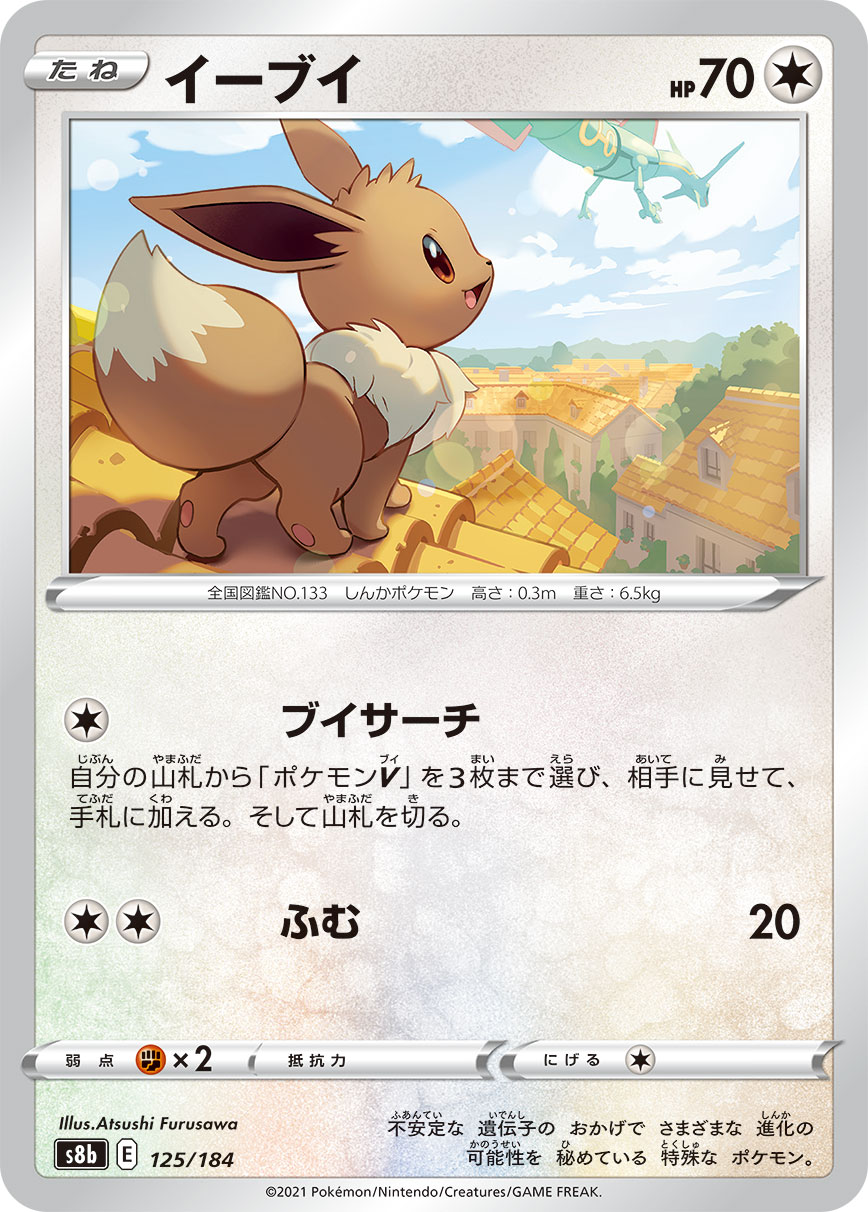 たね イーブイ HP70
全国図鑑NO.133 しんかポケモン 高さ:0.3m 重さ:6.5kg
ブイサーチ
自分の山札から「ポケモンV」を3枚まで選び、相手に見せて、
手札に加える。そして山札を切る。
ふむ 20
弱点 ×2 抵抗力 にげる
Illus.Atsushi Furusawa
s8b E 125/184
不安定な 遺伝子の おかげで さまざまな 進化の
可能性を 秘めている 特殊な ポケモン。
©2021 Pokémon/Nintendo/Creatures/GAME FREAK.